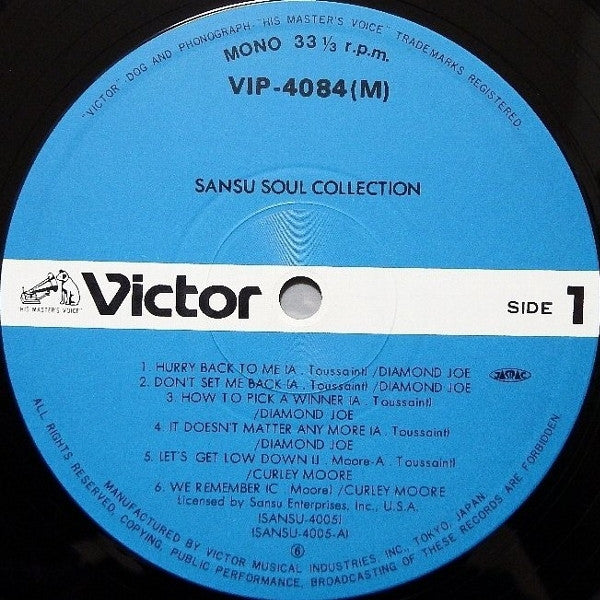 "VICTOR" DOG AND PHONOGRAPH "HIS MASTER'S VOICE" TRADEMARKS REGISTERED.
MONO 33 1/3 r.p.m.
VIP-4084(M)
SANSU SOUL COLLECTION
"HIS MASTER'S VOICE"
Victor
SIDE 1
1. HURRY BACK TO ME (A. Toussaint) /DIAMOND JOE
2. DON'T SET ME BACK (A. Toussaint) /DIAMOND JOE
3. HOW TO PICK A WINNER (A. Toussaint)
/DIAMOND JOE
4. IT DOESN'T MATTER ANY MORE (A. Toussaint)
/DIAMOND JOE
5. LET'S GET LOW DOWN (J. Moore-A. Toussaint)
/CURLEY MOORE
6. WE REMEMBER (C. Moore) /CURLEY MOORE
Licensed by Sansu Enterprises, Inc., U.S.A.
(SANSU-4005)
(SANSU-4005-A)
JASRAC
⑥
ALL RIGHTS RESERVED, COPYING, PUBLIC PERFORMANCE, BROADCASTING OF THESE RECORDS ARE FORBIDDEN.
MANUFACTURED BY VICTOR MUSICAL INDUSTRIES, INC., TOKYO, JAPAN